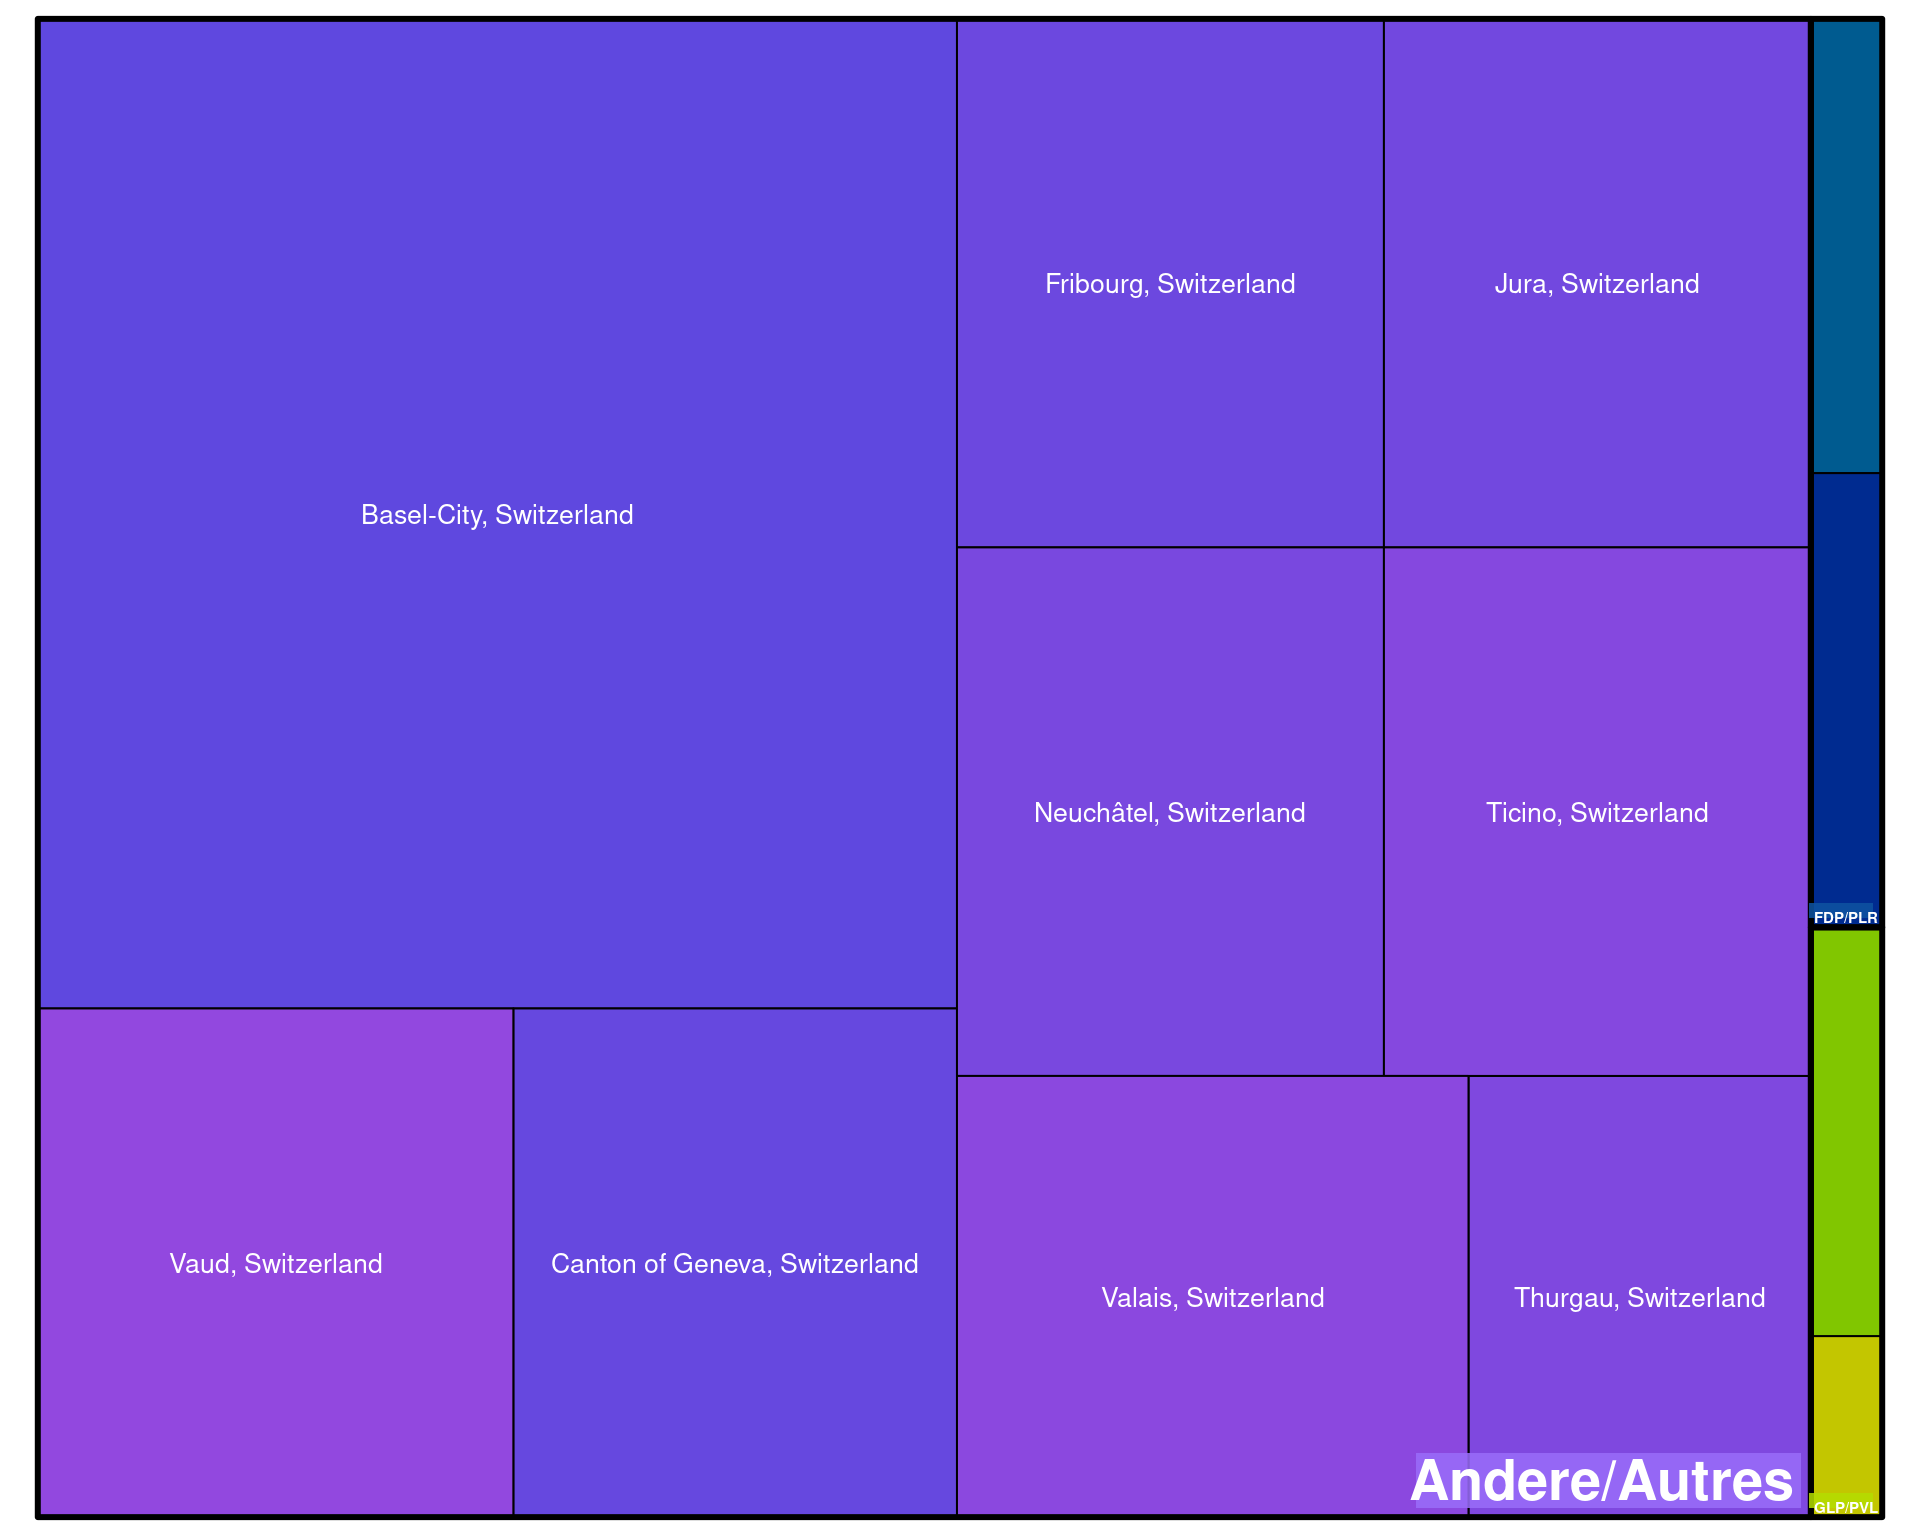 Fribourg, Switzerland
Jura, Switzerland
Basel-City, Switzerland
Neuchâtel, Switzerland
Ticino, Switzerland
FDP/PLR
Vaud, Switzerland
Canton of Geneva, Switzerland
Valais, Switzerland
Thurgau, Switzerland
Andere/Autres
GLP/PVL